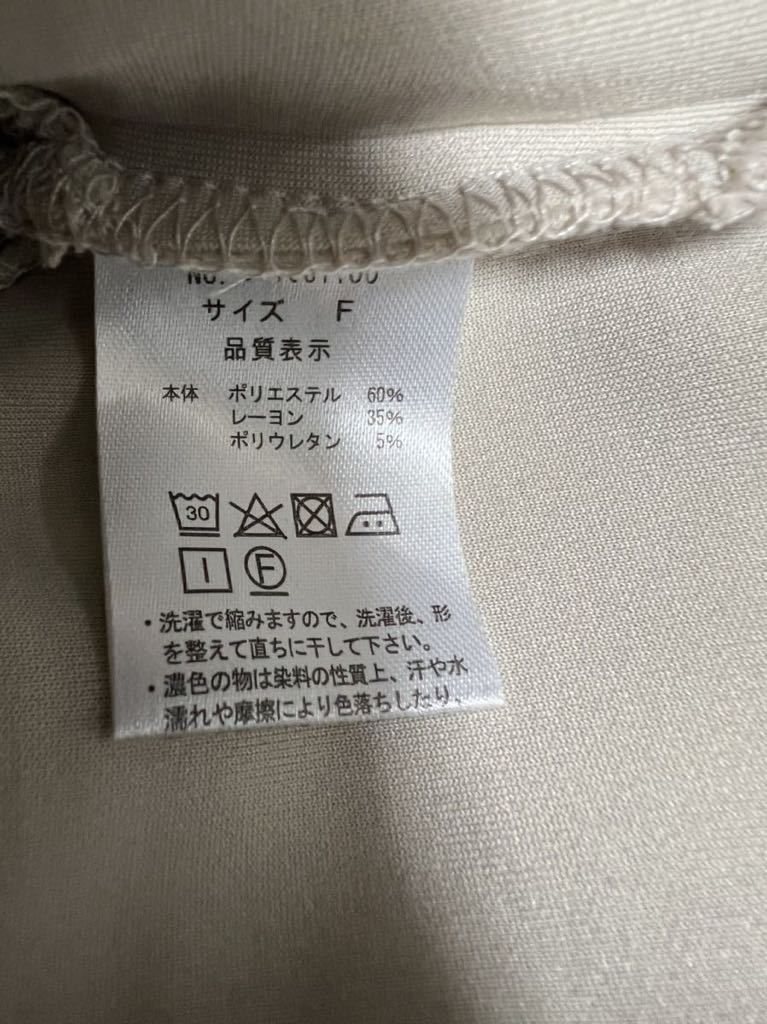 サイズ F
品質表示
本体 ポリエステル 60%
レーヨン 35%
ポリウレタン 5%
30
F
・洗濯で縮みますので、洗濯後、形
を整えて直ちに干して下さい。
・濃色の物は染料の性質上、汗や水
濡れや摩擦により色落ちしたり、